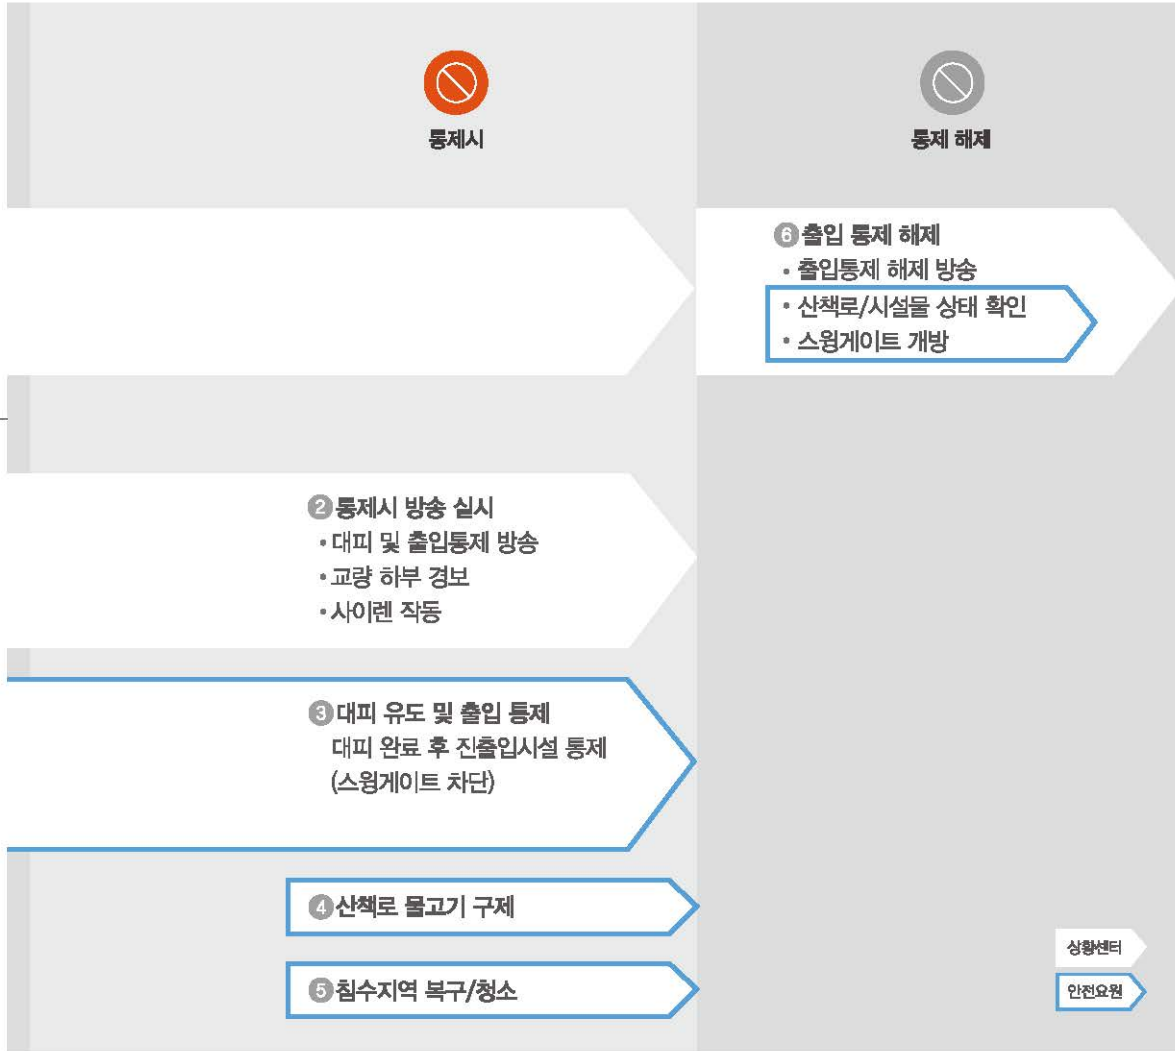 통제시
통제 해제
6 출입 통제 해제
• 출입통제 해제 방송
• 산책로/시설물 상태 확인
• 스윙게이트 개방
2 통제시 방송 실시
• 대피 및 출입통제 방송
• 교량 하부 경보
• 사이렌 작동
3 대피 유도 및 출입 통제
대피 완료 후 진출입시설 통제
(스윙게이트 차단)
4 산책로 물고기 구제
5 침수지역 복구/청소
상황센터
안전요원